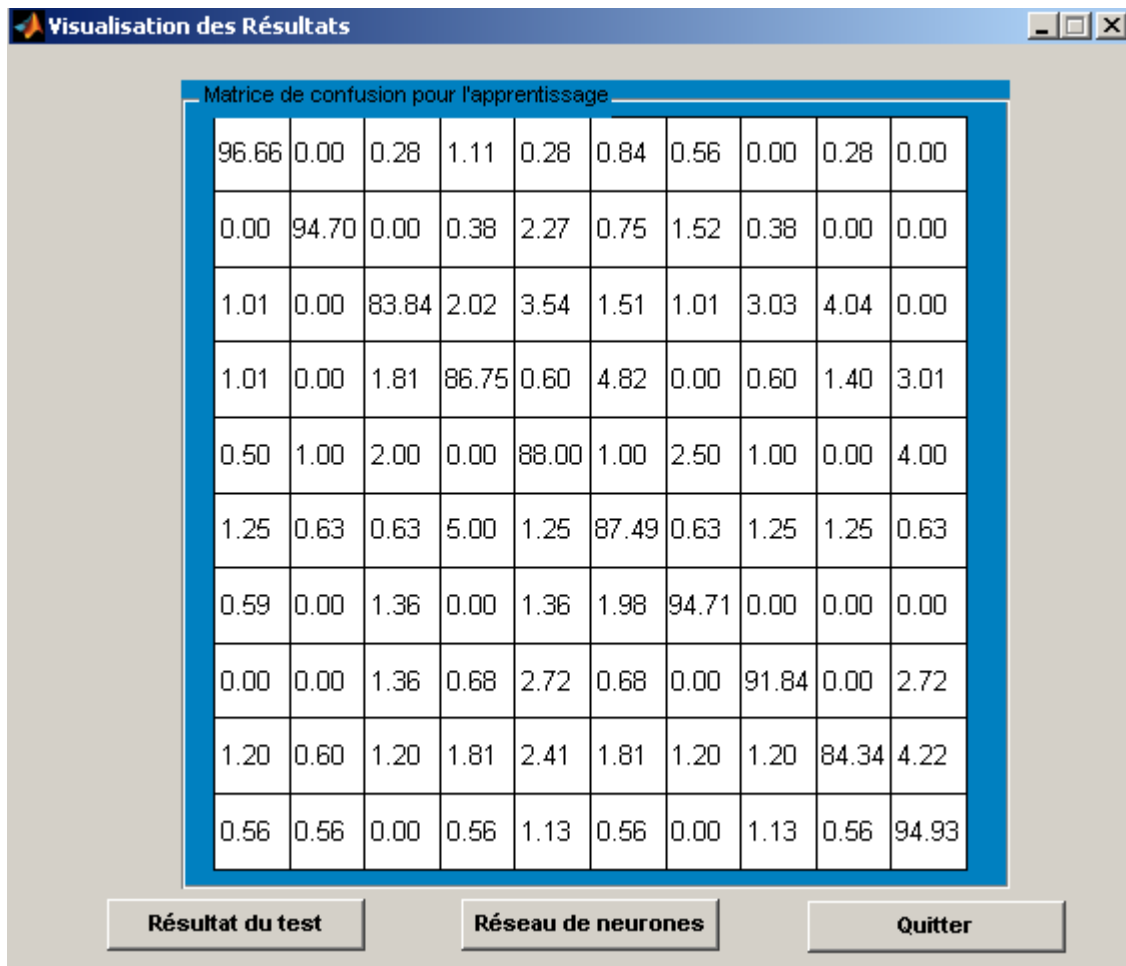 Visualisation des Résultats
Matrice de confusion pour l'apprentissage
96.66 0.00 0.28 1.11 0.28 0.84 0.56 0.00 0.28 0.00
0.00 94.70 0.00 0.38 2.27 0.75 1.52 0.38 0.00 0.00
1.01 0.00 83.84 2.02 3.54 1.51 1.01 3.03 4.04 0.00
1.01 0.00 1.81 86.75 0.60 4.82 0.00 0.60 1.40 3.01
0.50 1.00 2.00 0.00 88.00 1.00 2.50 1.00 0.00 4.00
1.25 0.63 0.63 5.00 1.25 87.49 0.63 1.25 1.25 0.63
0.59 0.00 1.36 0.00 1.36 1.98 94.71 0.00 0.00 0.00
0.00 0.00 1.36 0.68 2.72 0.68 0.00 91.84 0.00 2.72
1.20 0.60 1.20 1.81 2.41 1.81 1.20 1.20 84.34 4.22
0.56 0.56 0.00 0.56 1.13 0.56 0.00 1.13 0.56 94.93
Résultat du test Réseau de neurones Quitter